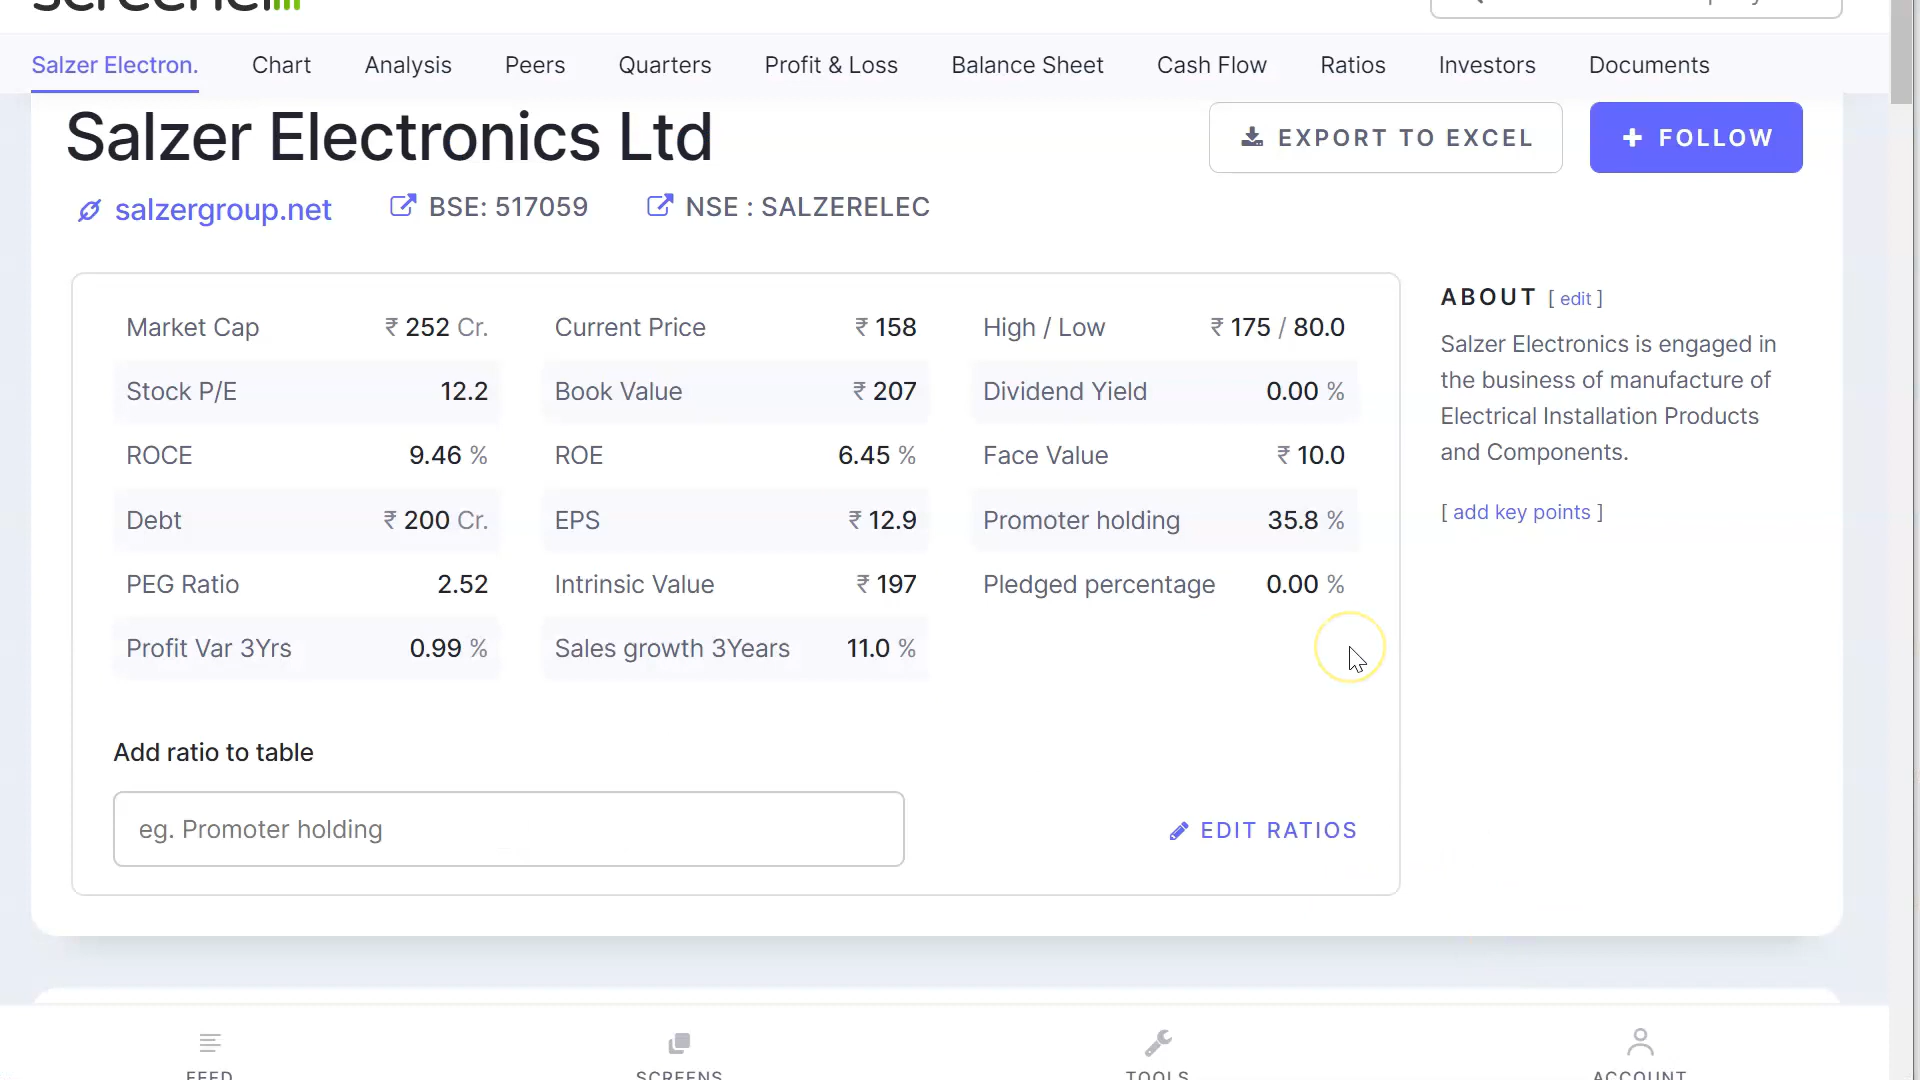 Salzer Electron. Chart Analysis Peers Quarters Profit & Loss Balance Sheet Cash Flow Ratios Investors Documents
Salzer Electronics Ltd
EXPORT TO EXCEL
+ FOLLOW
salzergroup.net BSE: 517059 NSE : SALZERELEC
Market Cap ₹ 252 Cr. Current Price ₹ 158 High / Low ₹ 175 / 80.0
Stock P/E 12.2 Book Value ₹ 207 Dividend Yield 0.00 %
ROCE 9.46 % ROE 6.45 % Face Value ₹ 10.0
Debt ₹ 200 Cr. EPS ₹ 12.9 Promoter holding 35.8 %
PEG Ratio 2.52 Intrinsic Value ₹ 197 Pledged percentage 0.00 %
Profit Var 3Yrs 0.99 % Sales growth 3Years 11.0 %
Add ratio to table
eg. Promoter holding
EDIT RATIOS
ABOUT [ edit ]
Salzer Electronics is engaged in
the business of manufacture of
Electrical Installation Products
and Components.
[ add key points ]
FEED SCREENS TOOLS ACCOUNT